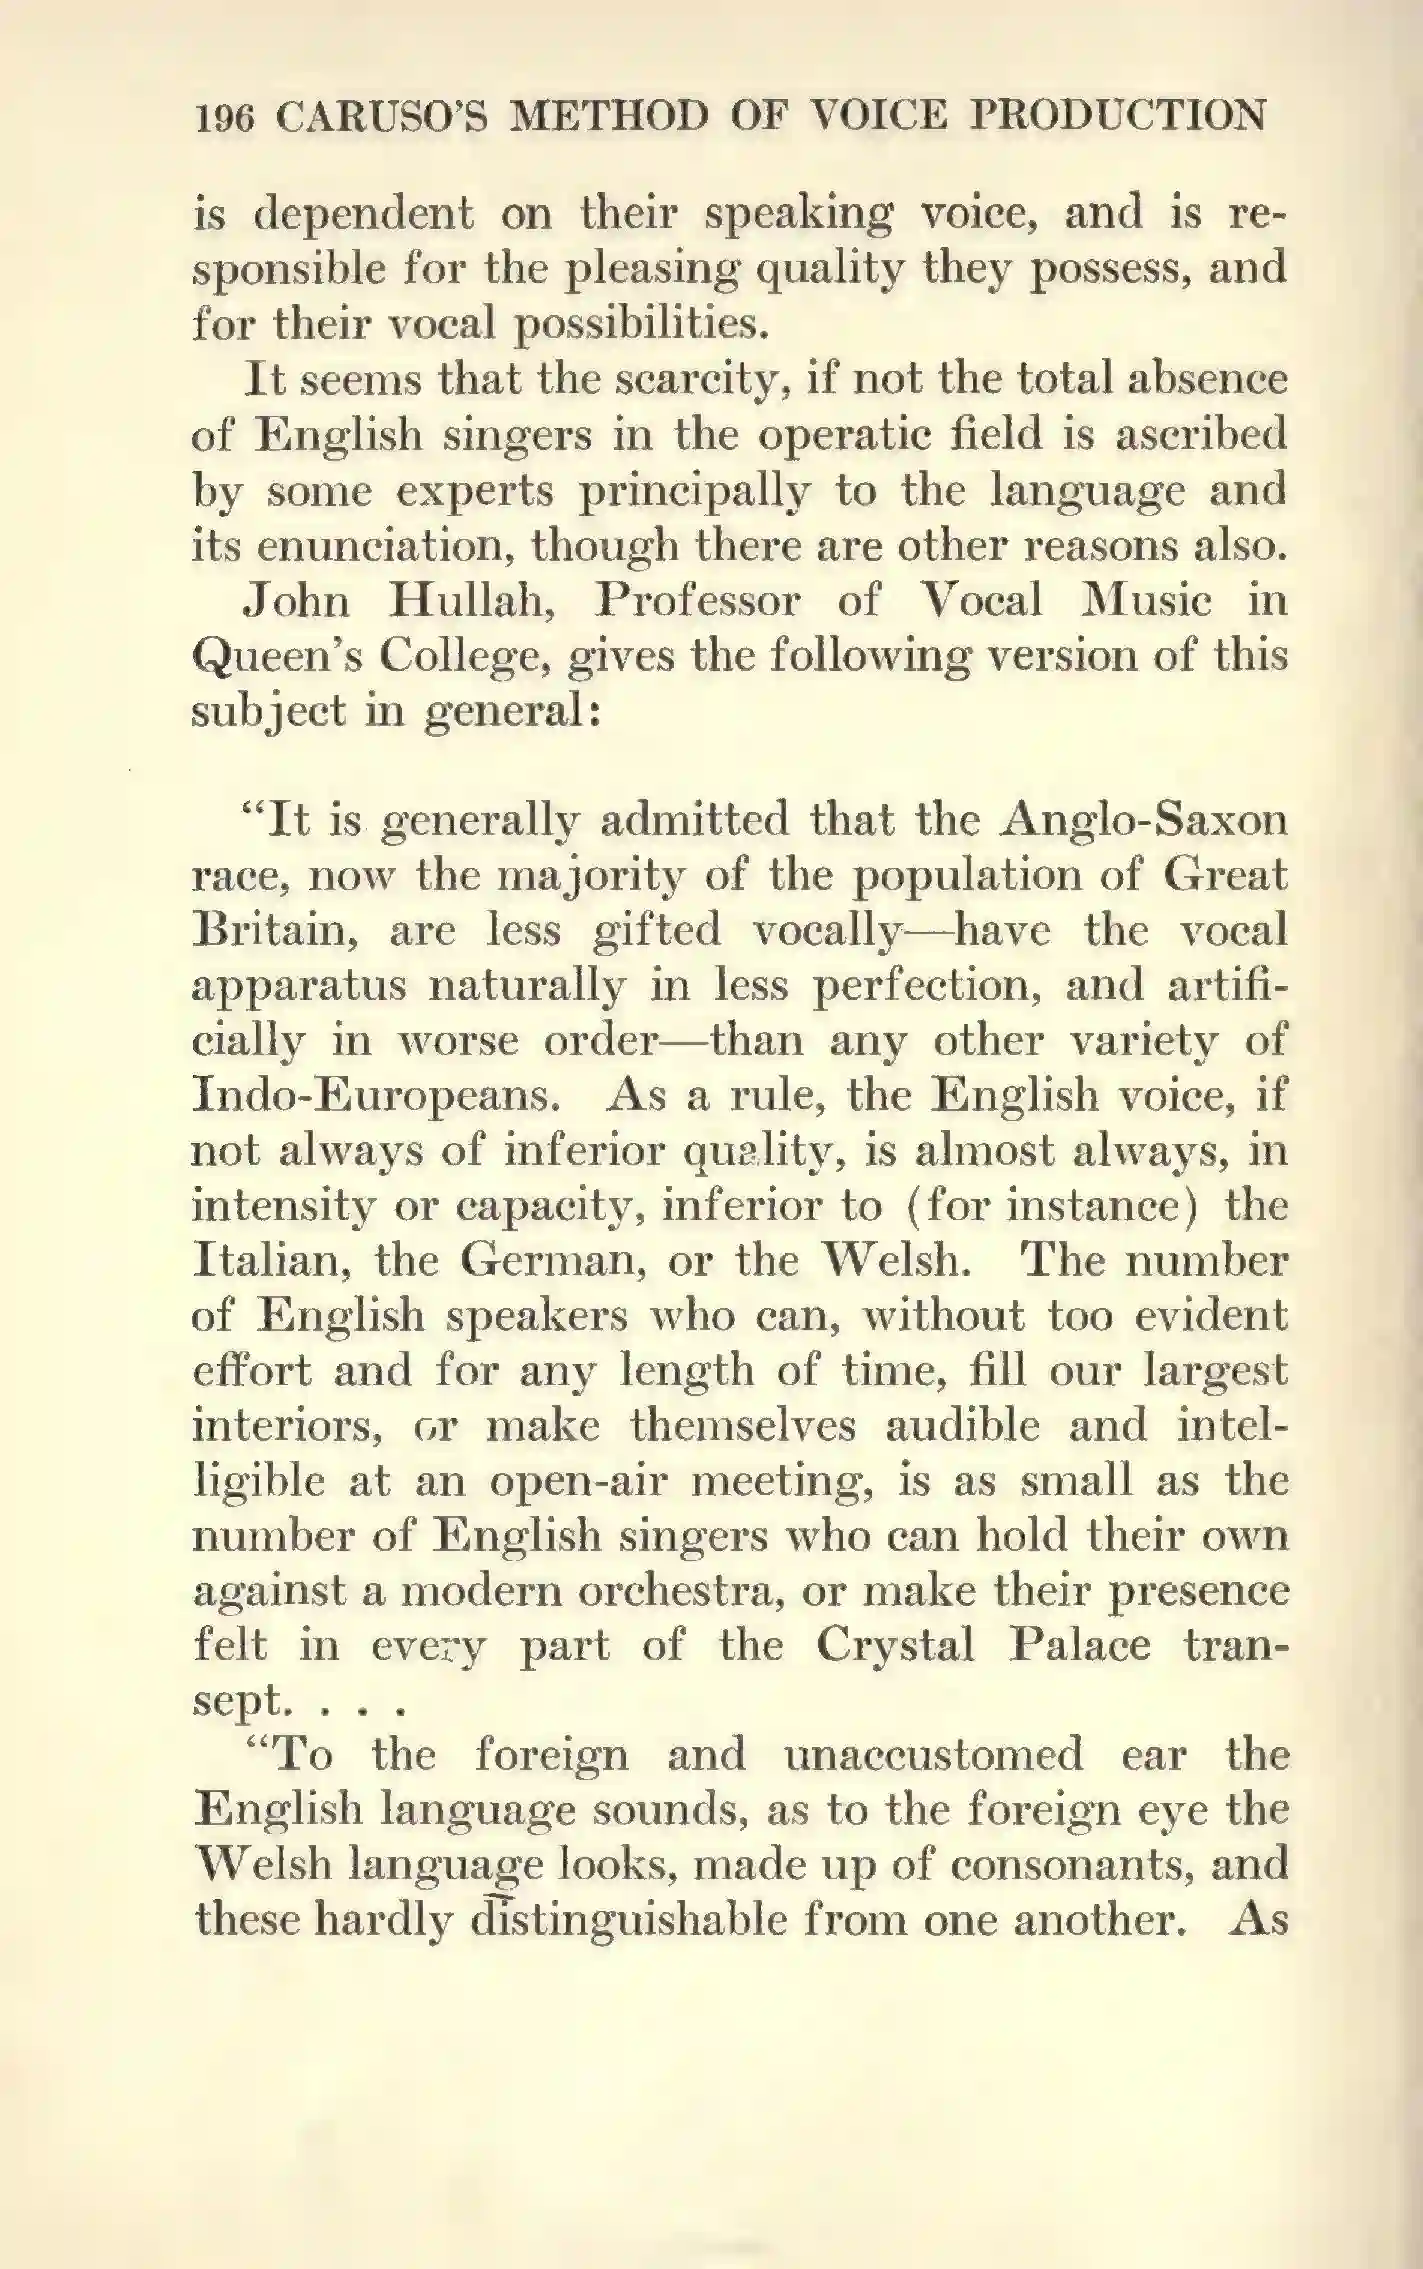 196 CARUSO'S METHOD OF VOICE PRODUCTION
is dependent on their speaking voice, and is re-
sponsible for the pleasing quality they possess, and
for their vocal possibilities.
It seems that the scarcity, if not the total absence
of English singers in the operatic field is ascribed
by some experts principally to the language and
its enunciation, though there are other reasons also.
John Hullah, Professor of Vocal Music in
Queen's College, gives the following version of this
subject in general:
"It is generally admitted that the Anglo-Saxon
race, now the majority of the population of Great
Britain, are less gifted vocally—have the vocal
apparatus naturally in less perfection, and artifi-
cially in worse order—than any other variety of
Indo-Europeans. As a rule, the English voice, if
not always of inferior quality, is almost always, in
intensity or capacity, inferior to (for instance) the
Italian, the German, or the Welsh. The number
of English speakers who can, without too evident
effort and for any length of time, fill our largest
interiors, or make themselves audible and intel-
ligible at an open-air meeting, is as small as the
number of English singers who can hold their own
against a modern orchestra, or make their presence
felt in every part of the Crystal Palace tran-
sept. . . .
"To the foreign and unaccustomed ear the
English language sounds, as to the foreign eye the
Welsh language looks, made up of consonants, and
these hardly distinguishable from one another. As